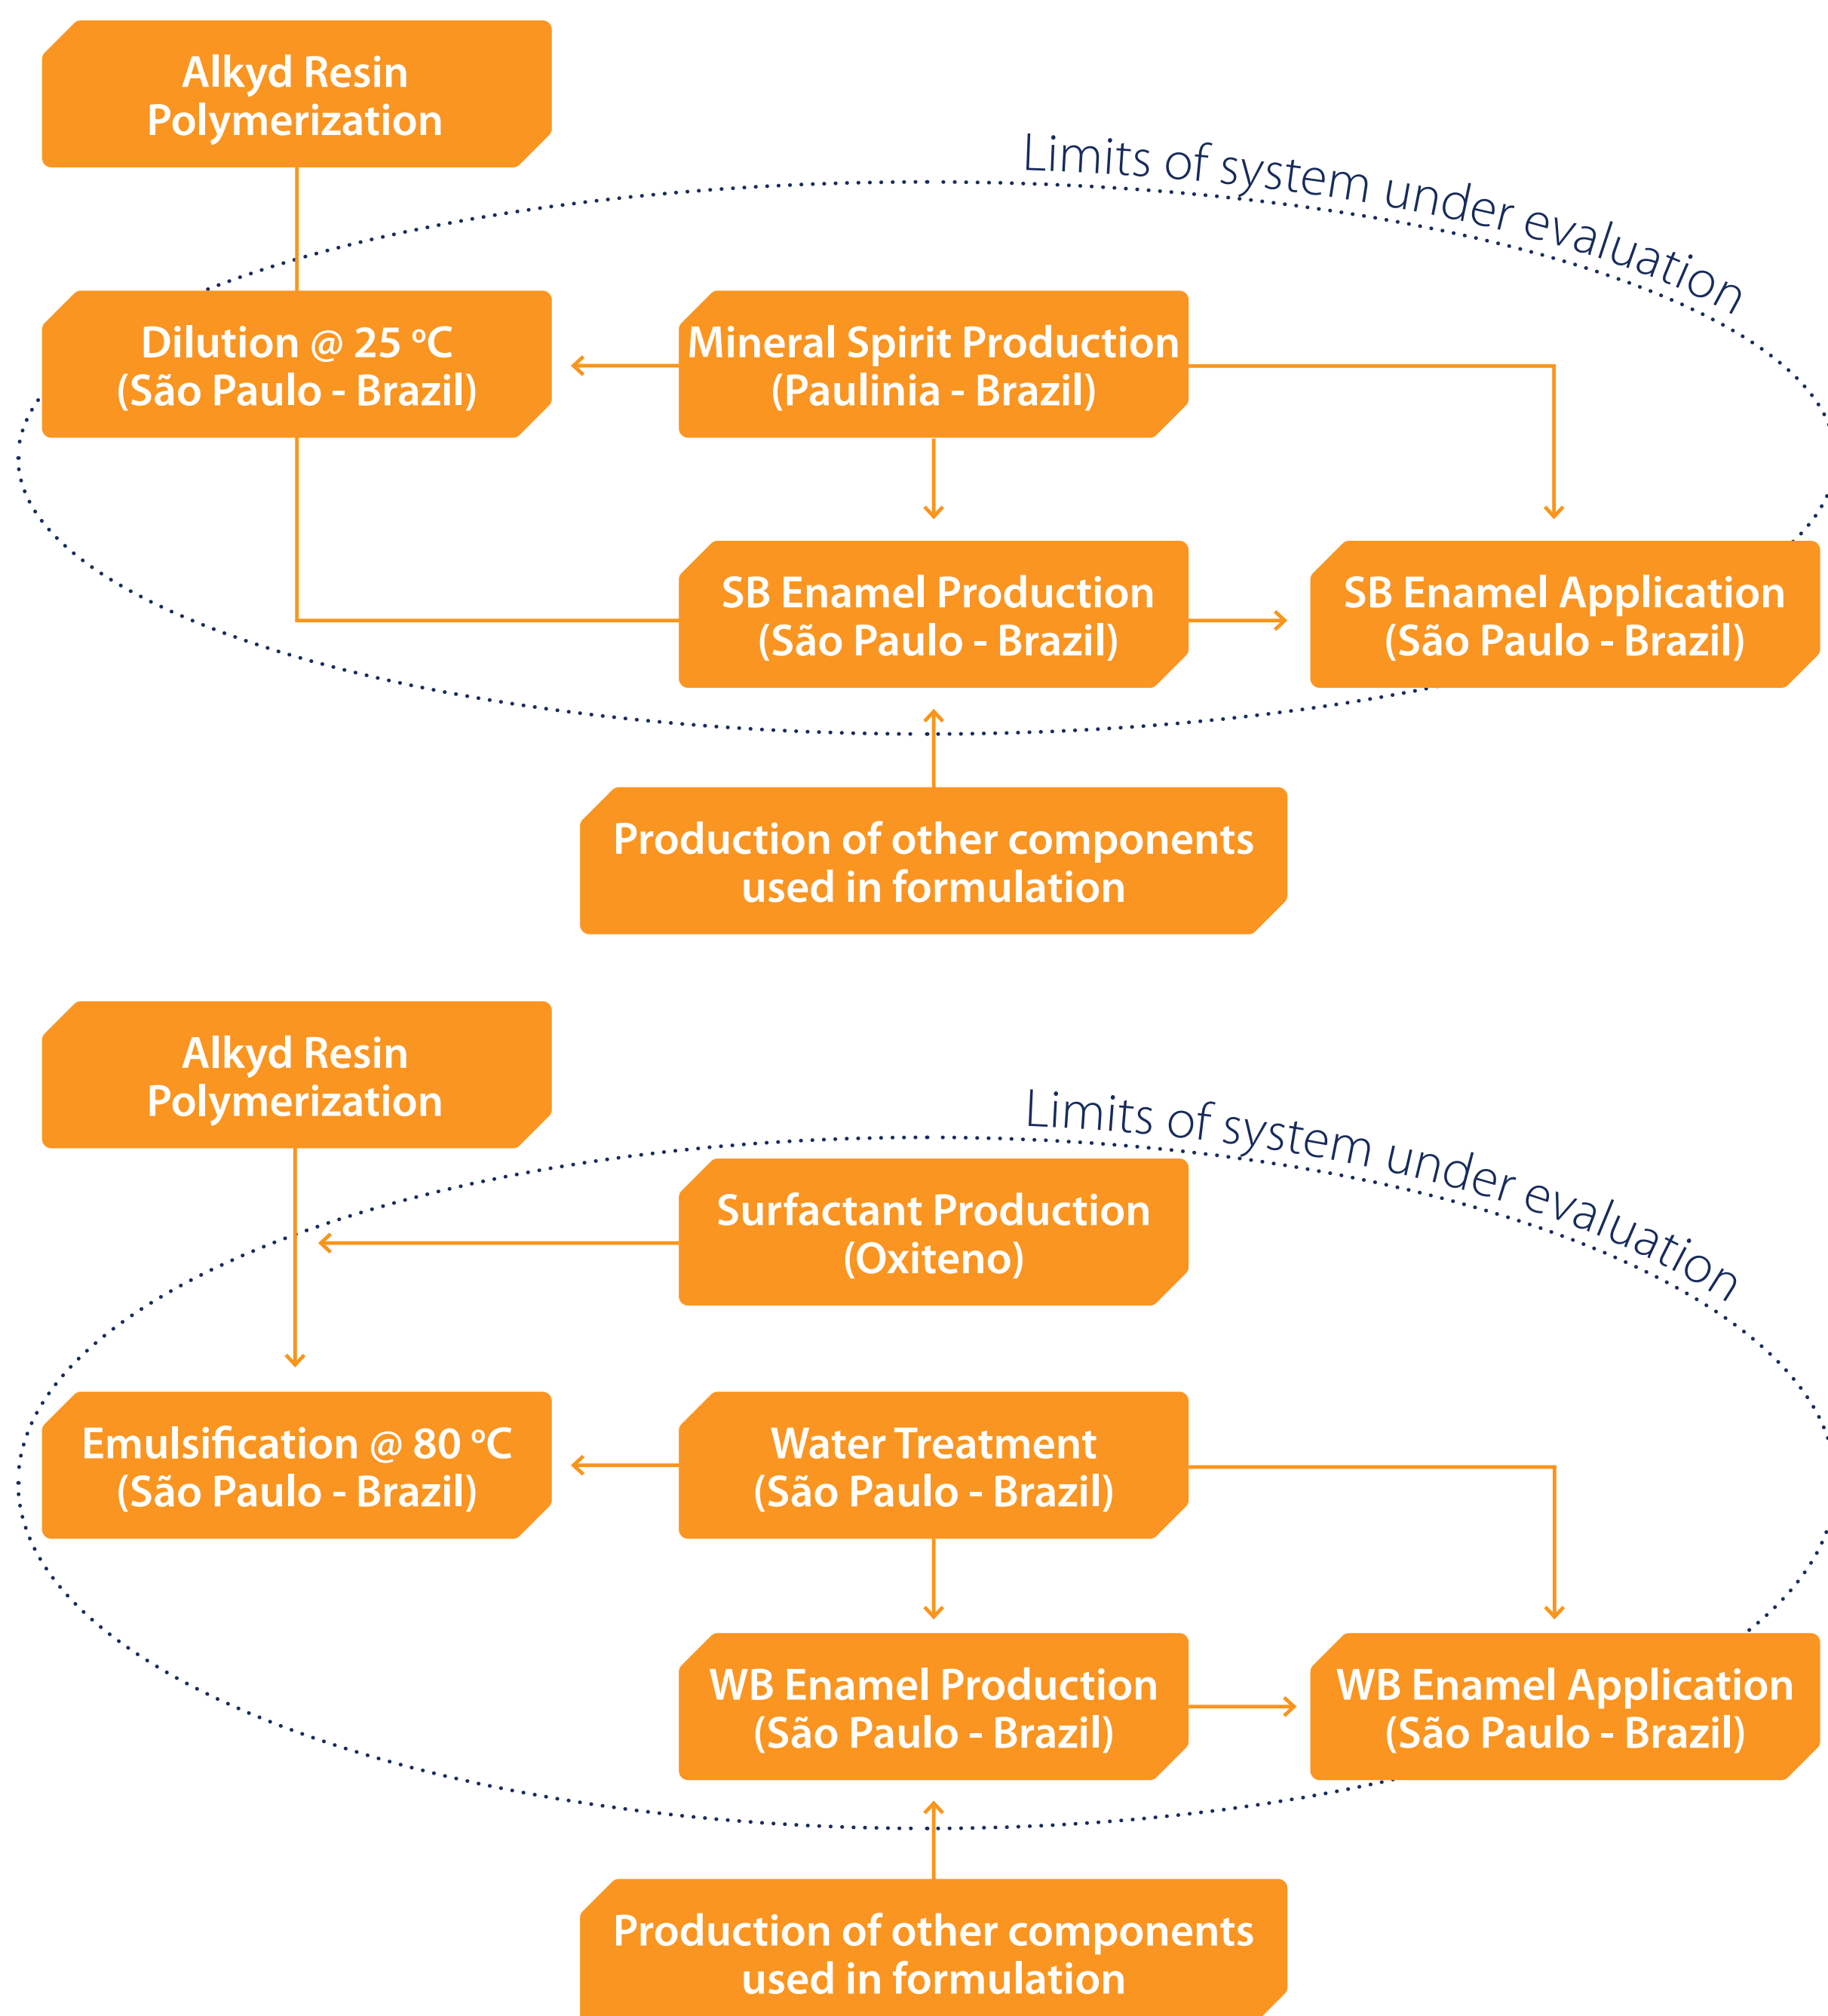 Alkyd Resin
Polymerization
Limits of system under evaluation
Dilution @ 25 ºC
(São Paulo - Brazil)
Mineral Spirit Production
(Paulinia - Brazil)
SB Enamel Production
(São Paulo - Brazil)
SB Enamel Application
(São Paulo - Brazil)
Production of other components
used in formulation
Alkyd Resin
Polymerization
Limits of system under evaluation
Surfactant Production
(Oxiteno)
Emulsification @ 80 ºC
(São Paulo - Brazil)
Water Treatment
(São Paulo - Brazil)
WB Enamel Production
(São Paulo - Brazil)
WB Enamel Application
(São Paulo - Brazil)
Production of other components
used in formulation